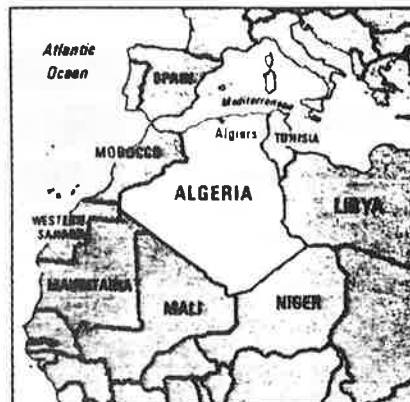 Atlantic
Ocean
SPAIN
Mediterranean
Algiers
TUNISIA
MOROCCO
ALGERIA
LIBYA
WESTERN
SAHARA
MAURITANIA
MALI
NIGER